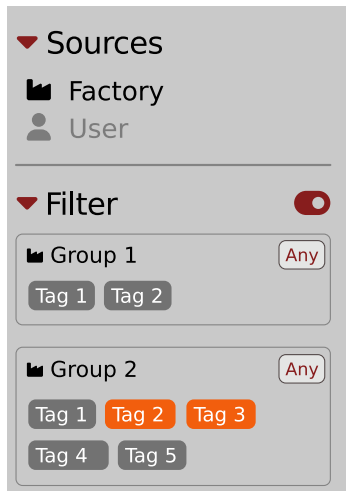 Sources
Factory
User
Filter
Group 1 Any
Tag 1 Tag 2
Group 2 Any
Tag 1 Tag 2 Tag 3
Tag 4 Tag 5